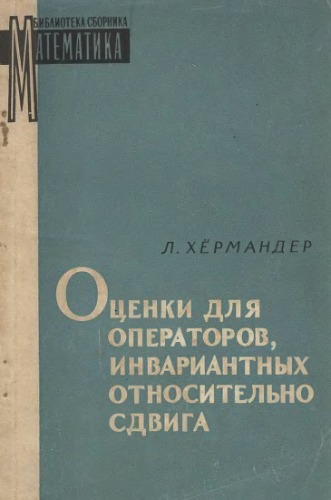 БИБЛИОТЕКА СБОРНИКА
МАТЕМАТИКА
Л. ХЁРМАНДЕР
ОЦЕНКИ ДЛЯ
ОПЕРАТОРОВ,
ИНВАРИАНТНЫХ
ОТНОСИТЕЛЬНО
СДВИГА